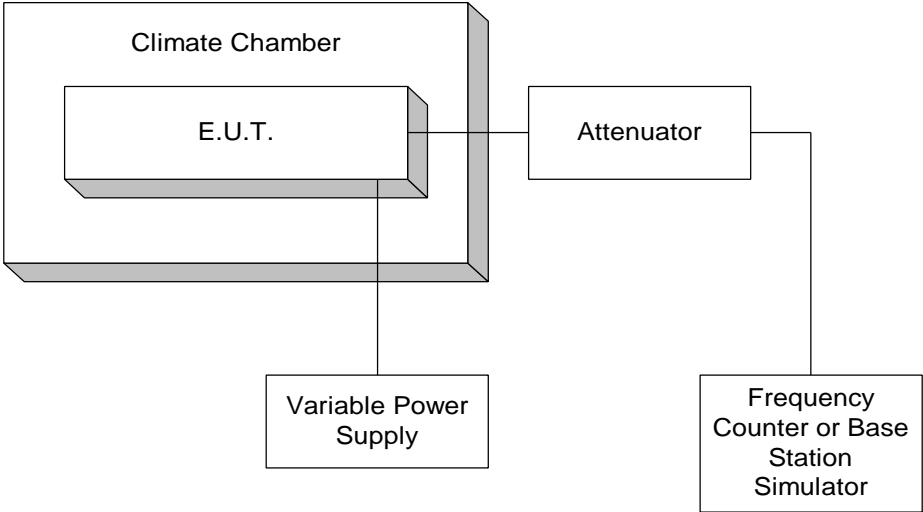 Climate Chamber
E.U.T.
Attenuator
Variable Power
Supply
Frequency
Counter or Base
Station
Simulator